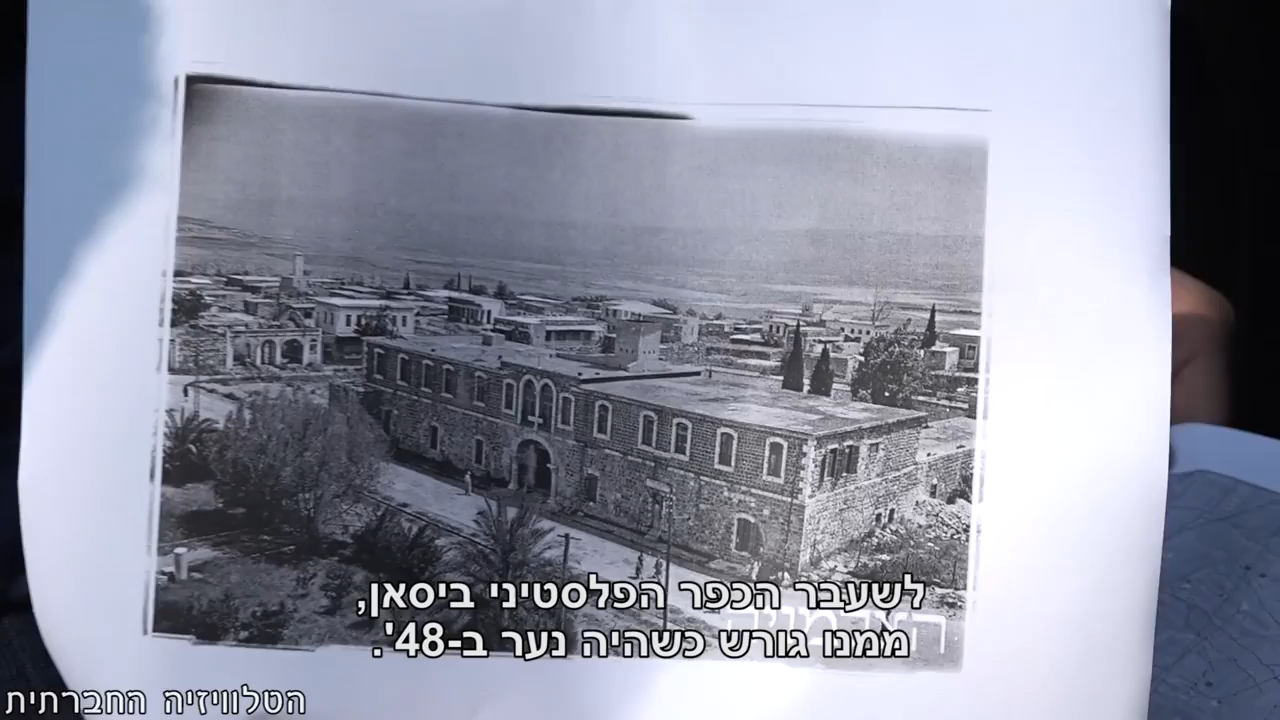 לשעבר הכפר הפלסטיני ביסאן,
ממנו גורש כשהיה נער ב-48'.
הטלוויזיה החברתית